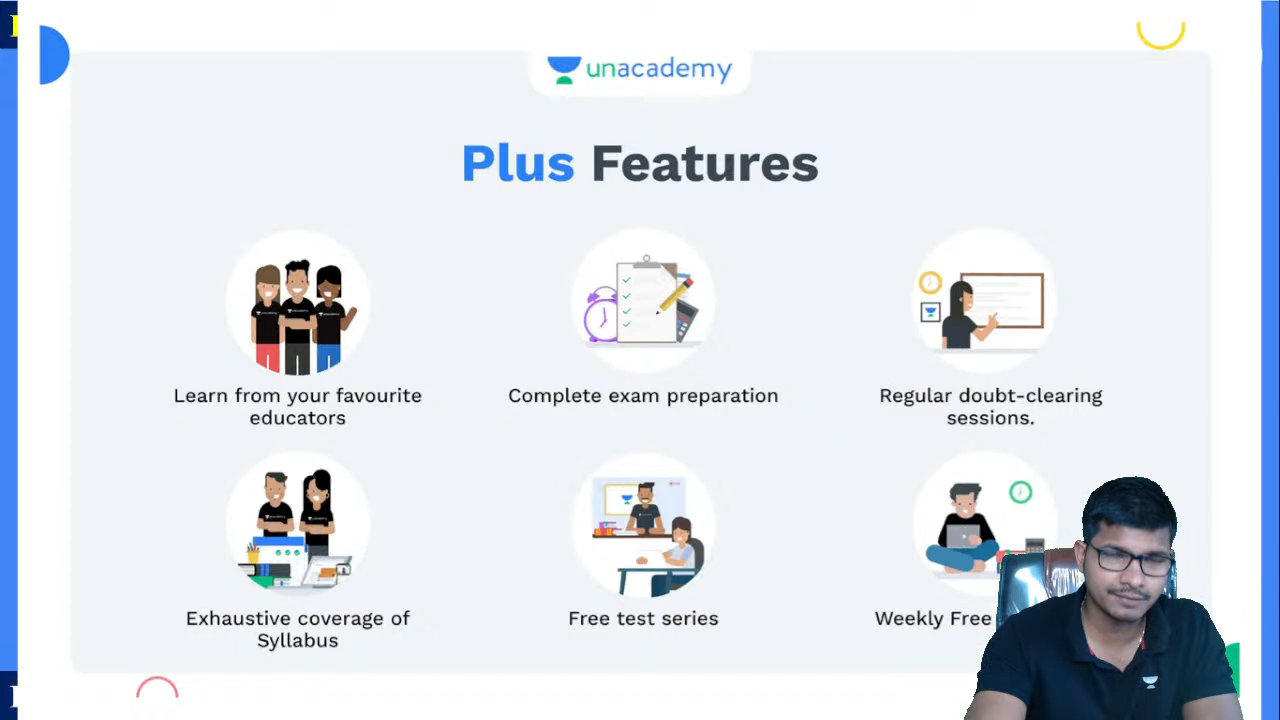 unacademy
Plus Features
Learn from your favourite
educators
Complete exam preparation
Regular doubt-clearing
sessions.
Exhaustive coverage of
Syllabus
Free test series
Weekly Free